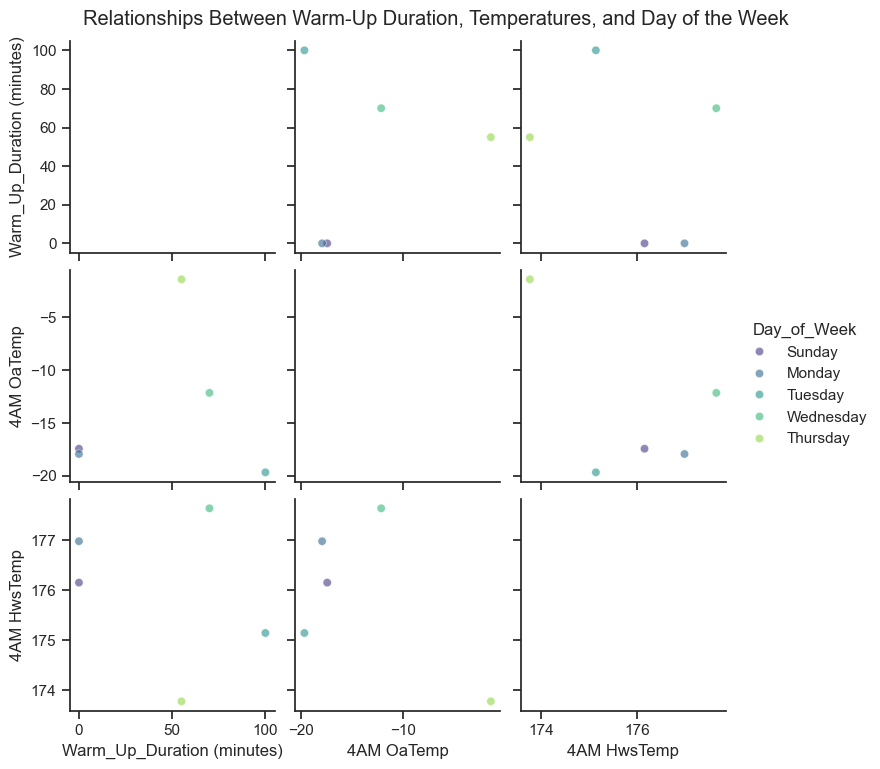 Relationships Between Warm-Up Duration, Temperatures, and Day of the Week
Warm_Up_Duration (minutes)
100
80
60
40
20
0
4AM OaTemp
−5
−10
−15
−20
4AM HwsTemp
177
176
175
174
0 50 100
Warm_Up_Duration (minutes)
−20 −10
4AM OaTemp
174 176
4AM HwsTemp
Day_of_Week
Sunday
Monday
Tuesday
Wednesday
Thursday